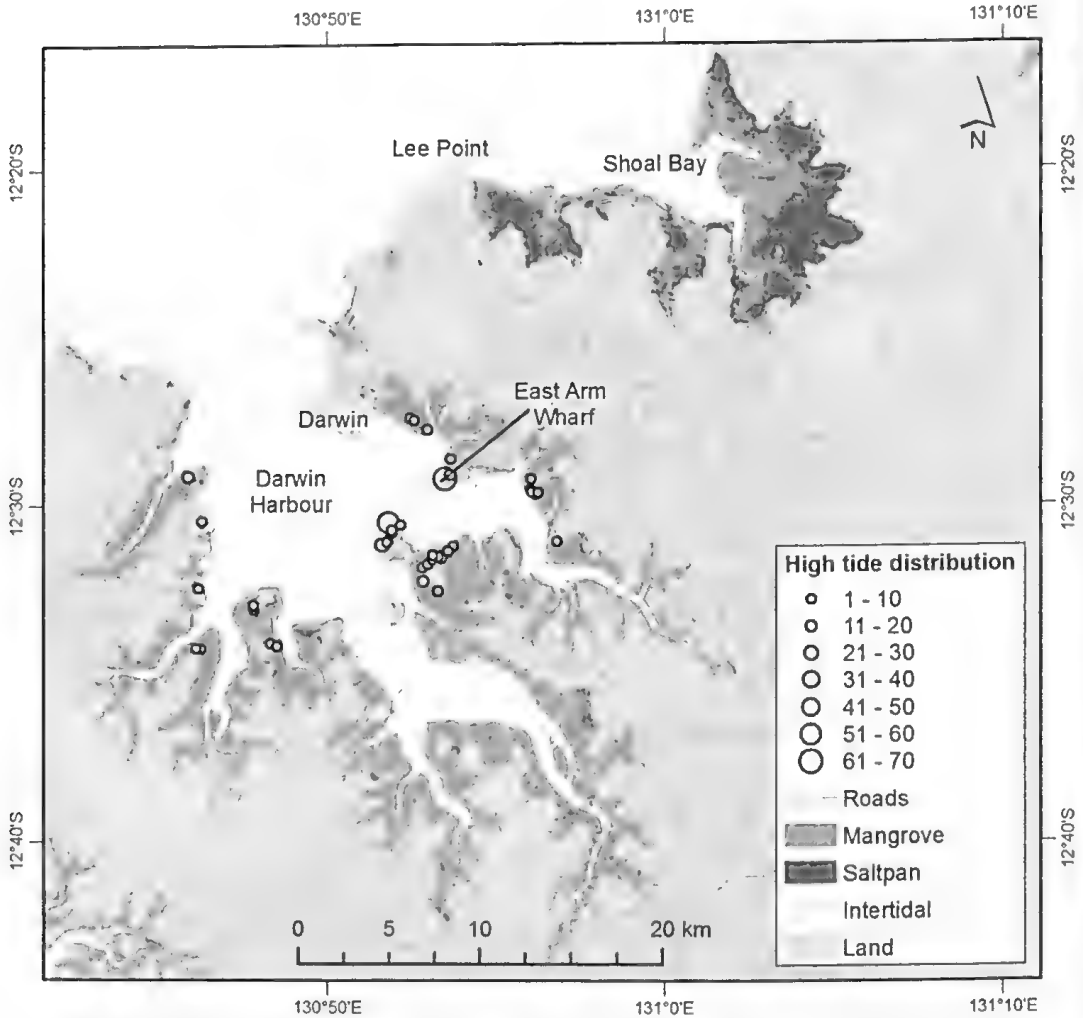 130°50'E
131°0'E
131°10'E
N
Lee Point
Shoal Bay
12°20'S
12°20'S
East Arm
Wharf
Darwin
Darwin
Harbour
12°30'S
12°30'S
High tide distribution
1 - 10
11 - 20
21 - 30
31 - 40
41 - 50
51 - 60
61 - 70
Roads
Mangrove
Saltpan
Intertidal
Land
12°40'S
12°40'S
0 5 10 20 km
130°50'E
131°0'E
131°10'E